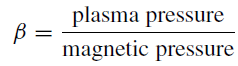 β = plasma pressure
magnetic pressure